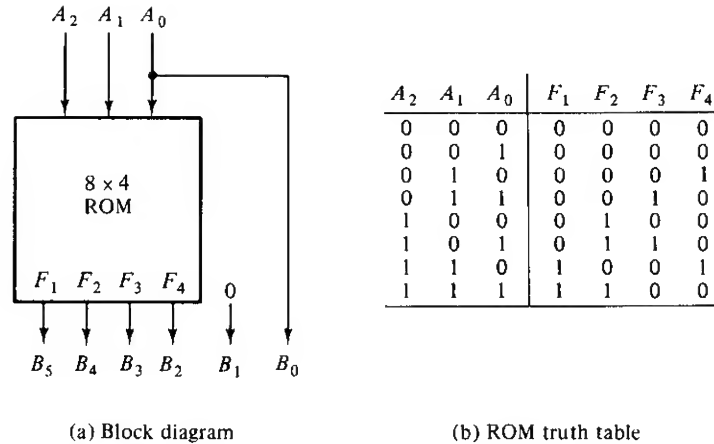 A₂ A₁ A₀
8 × 4
ROM
F₁ F₂ F₃ F₄
0
B₅ B₄ B₃ B₂ B₁ B₀
(a) Block diagram
A₂ A₁ A₀ F₁ F₂ F₃ F₄
0 0 0 0 0 0 0
0 0 1 0 0 0 0
0 1 0 0 0 0 1
0 1 1 0 0 1 0
1 0 0 0 1 0 0
1 0 1 0 1 1 0
1 1 0 1 0 0 1
1 1 1 1 1 0 0
(b) ROM truth table